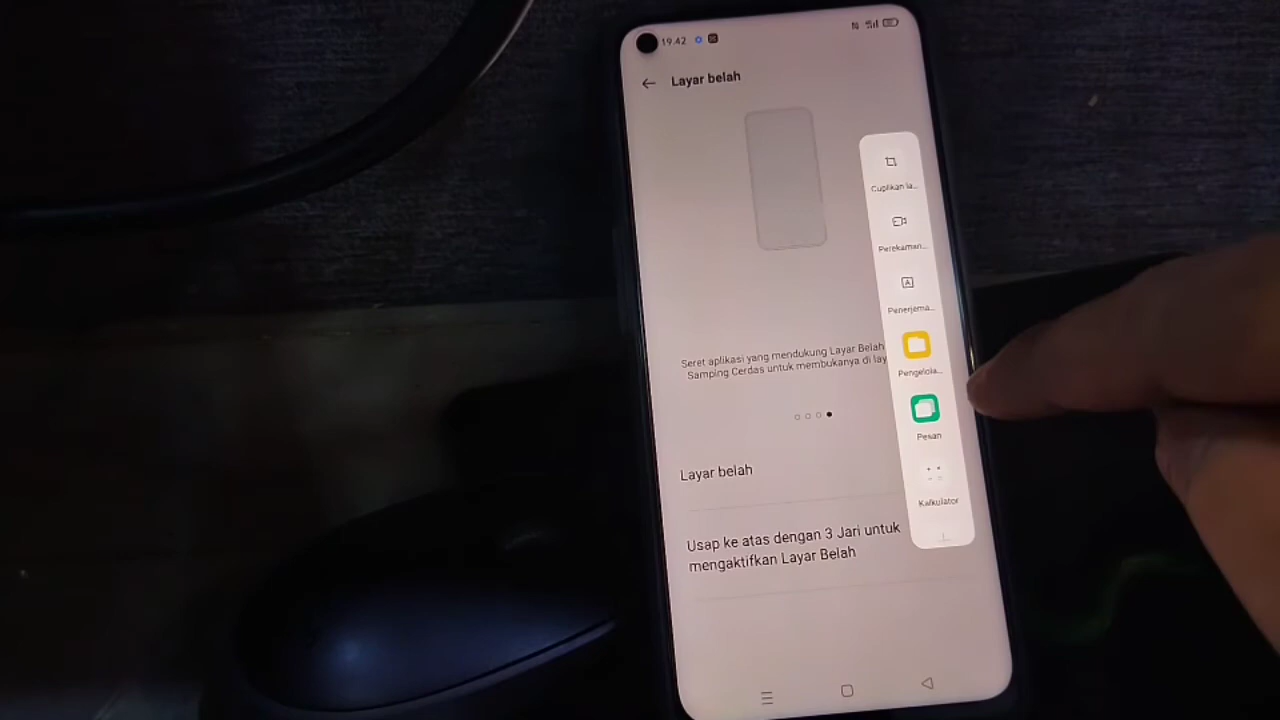 19.42
Layar belah
Cuplikan la...
Perekaman...
Penerjema...
Pengelola...
Pesan
Kalkulator
Seret aplikasi yang mendukung Layar Belah
Samping Cerdas untuk membukanya di lay
Layar belah
Usap ke atas dengan 3 Jari untuk
mengaktifkan Layar Belah